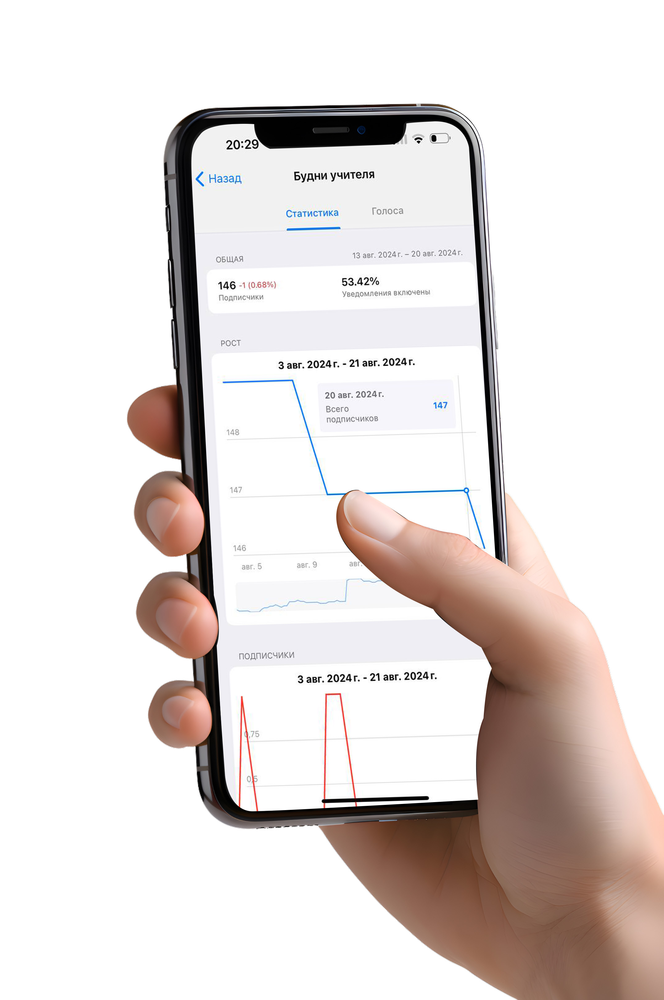 20:29
Назад
Будни учителя
Статистика
Голоса
ОБЩАЯ
13 авг. 2024 г. – 20 авг. 2024 г.
146 -1 (0.68%)
Подписчики
53.42%
Уведомления включены
РОСТ
3 авг. 2024 г. - 21 авг. 2024 г.
20 авг. 2024 г.
Всего
подписчиков
147
148
147
146
авг. 5
авг. 9
авг.
ПОДПИСЧИКИ
3 авг. 2024 г. - 21 авг. 2024 г.
0,75
0,5